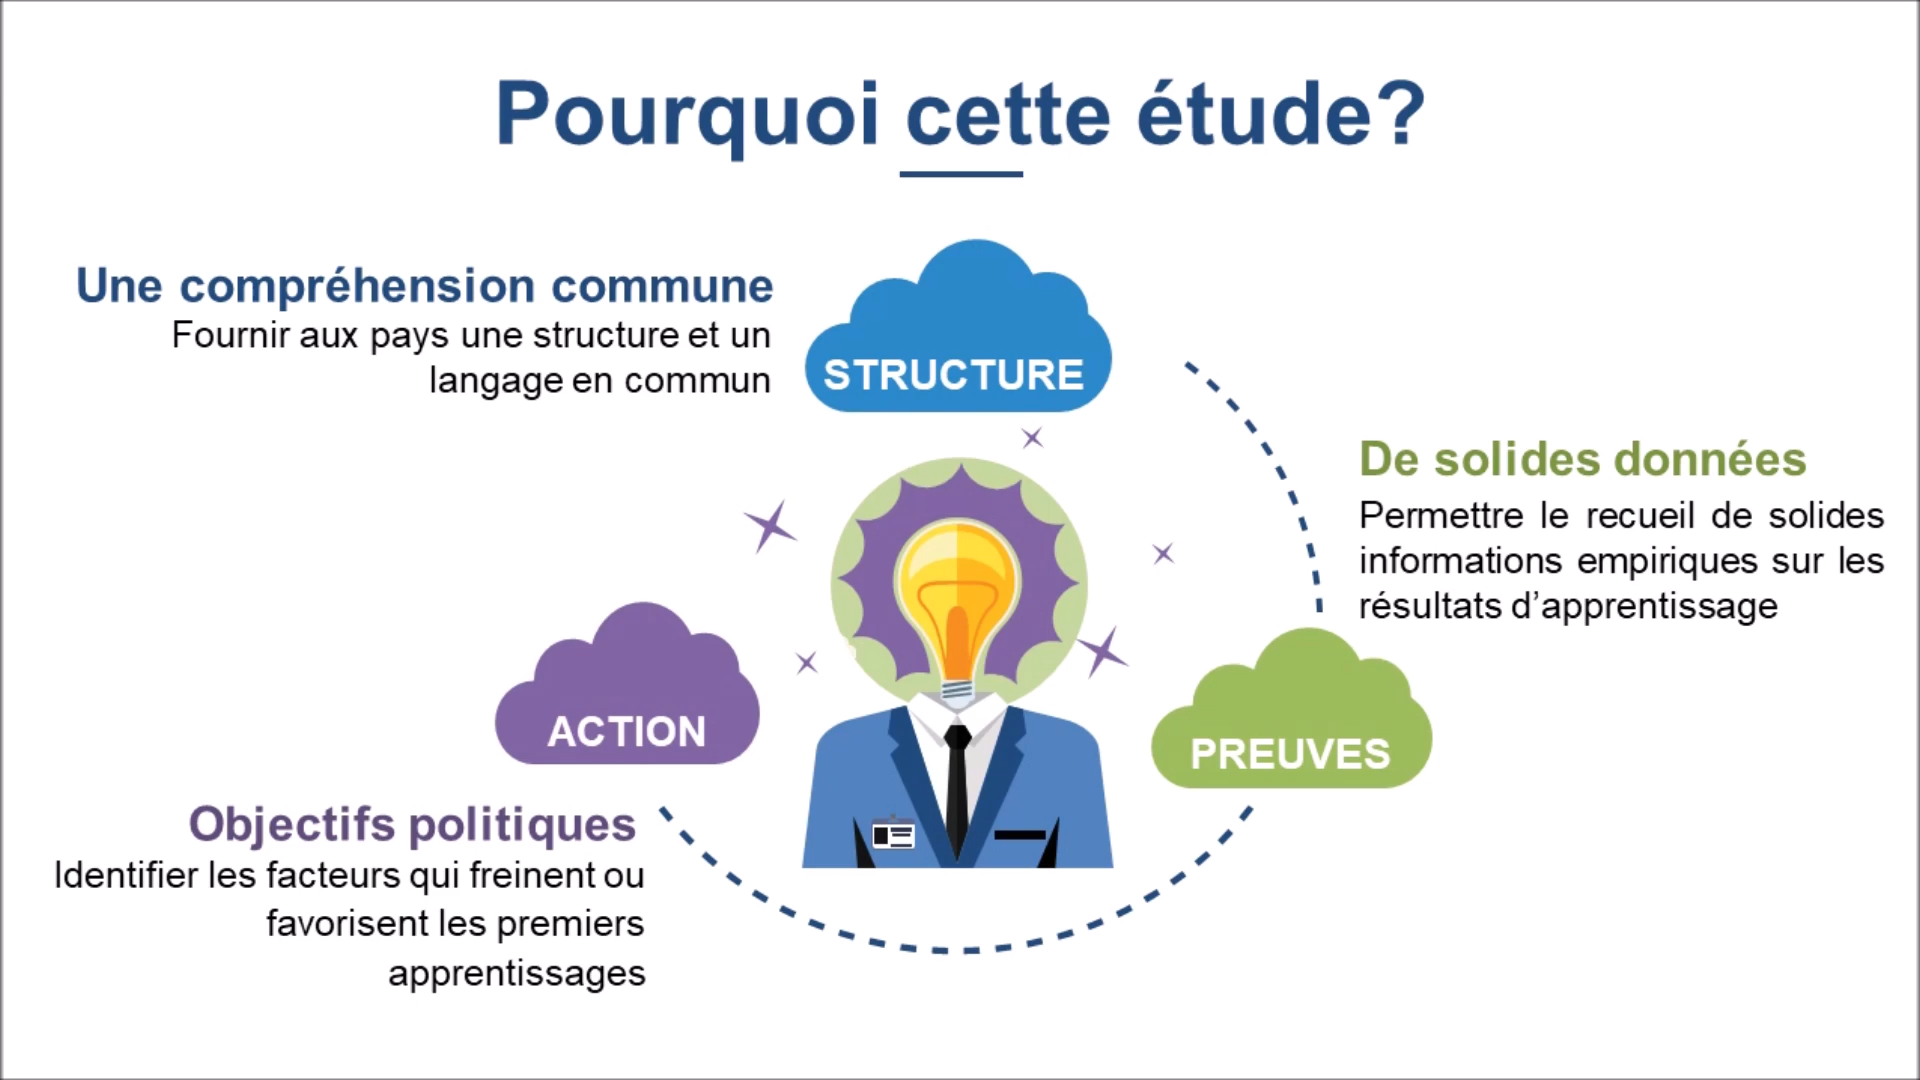 Pourquoi cette étude?
Une compréhension commune
Fournir aux pays une structure et un
langage en commun
STRUCTURE
De solides données
Permettre le recueil de solides
informations empiriques sur les
résultats d’apprentissage
PREUVES
ACTION
Objectifs politiques
Identifier les facteurs qui freinent ou
favorisent les premiers
apprentissages